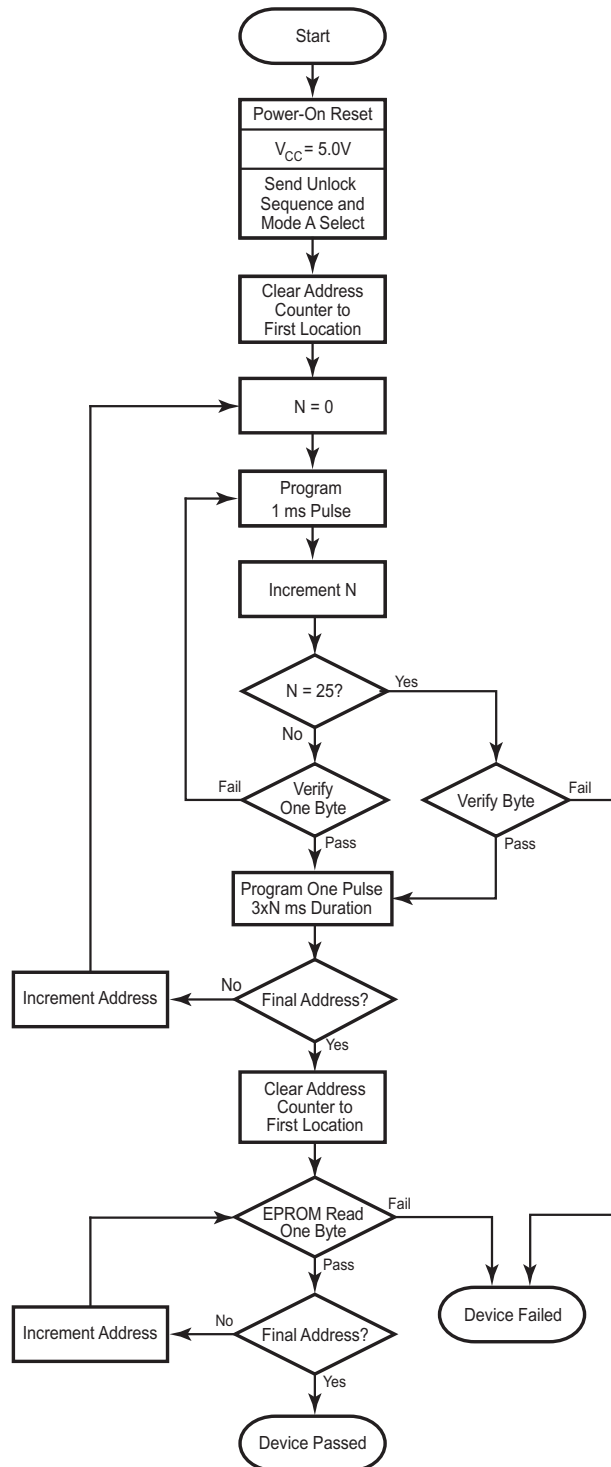 Start
Power-On Reset
VCC = 5.0V
Send Unlock
Sequence and
Mode A Select
Clear Address
Counter to
First Location
N = 0
Program
1 ms Pulse
Increment N
N = 25?
Yes
No
Fail
Verify
One Byte
Verify Byte
Fail
Pass
Pass
Program One Pulse
3xN ms Duration
Increment Address
No
Final Address?
Yes
Clear Address
Counter to
First Location
EPROM Read
One Byte
Fail
Pass
Device Failed
Increment Address
No
Final Address?
Yes
Device Passed